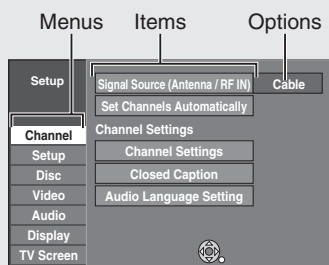 Menus Items Options
Setup
Signal Source (Antenna / RF IN) Cable
Set Channels Automatically
Channel Settings
Channel Settings
Closed Caption
Audio Language Setting
Channel
Setup
Disc
Video
Audio
Display
TV Screen